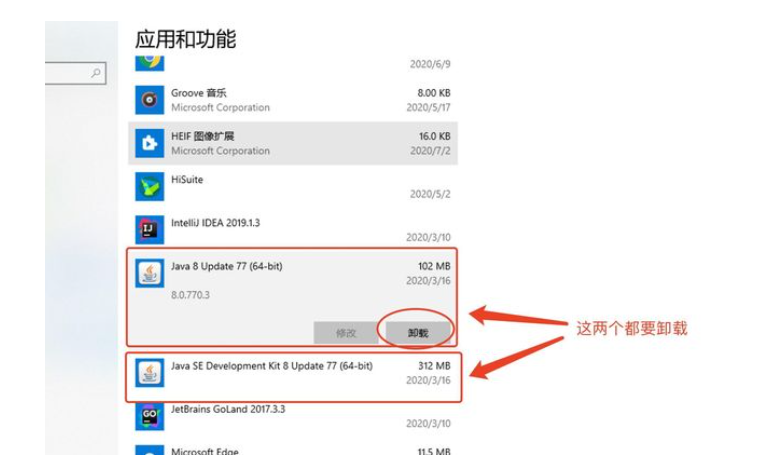 应用和功能
2020/6/9
Groove 音乐 8.00 KB
Microsoft Corporation 2020/5/17
HEIF 图像扩展 16.0 KB
Microsoft Corporation 2020/7/2
HiSuite
2020/5/2
IntelliJ IDEA 2019.1.3
2020/3/10
Java 8 Update 77 (64-bit) 102 MB
2020/3/16
8.0.770.3
修改 卸载
这两个都要卸载
Java SE Development Kit 8 Update 77 (64-bit) 312 MB
2020/3/16
JetBrains GoLand 2017.3.3
2020/3/10
Microsoft Edge 11.5 MB